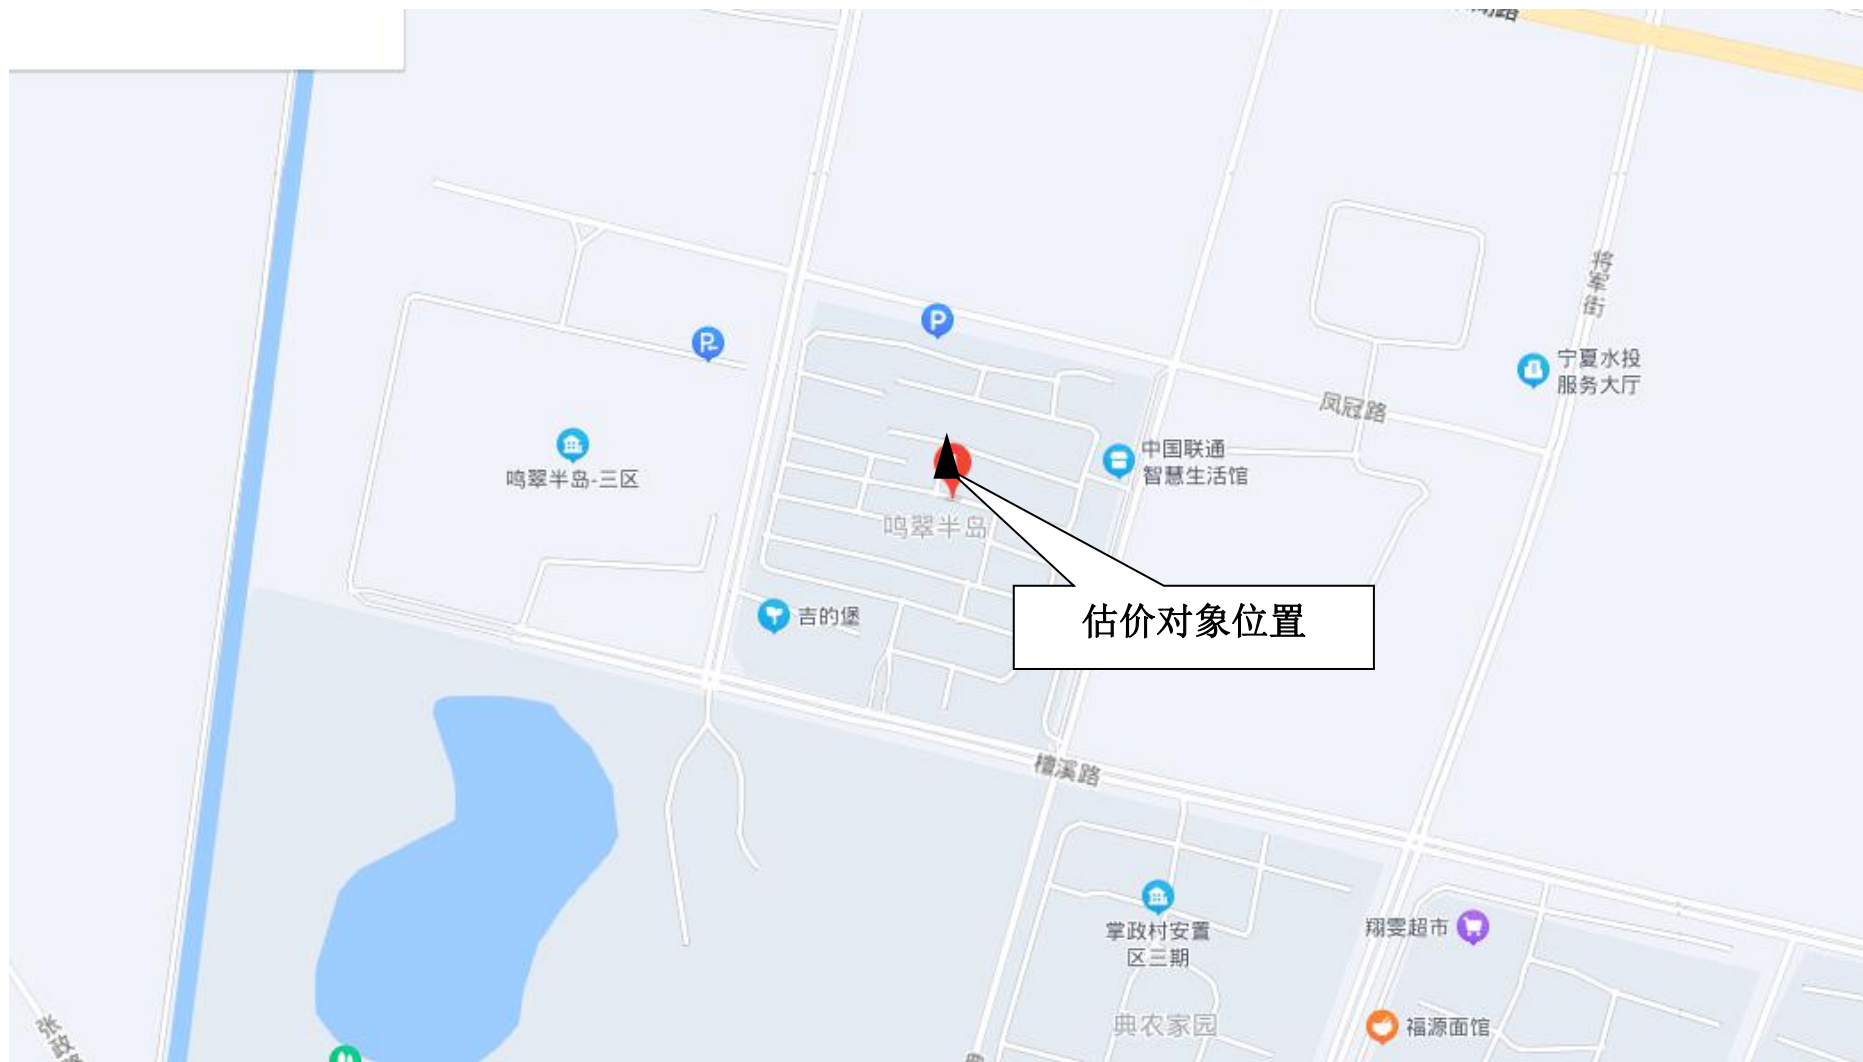 将军街
宁夏水投
服务大厅
凤冠路
中国联通
智慧生活馆
鸣翠半岛-三区
鸣翠半岛
估价对象位置
吉的堡
檀溪路
掌政村安置
区三期
翔雯超市
典农家园
福源面馆
张政